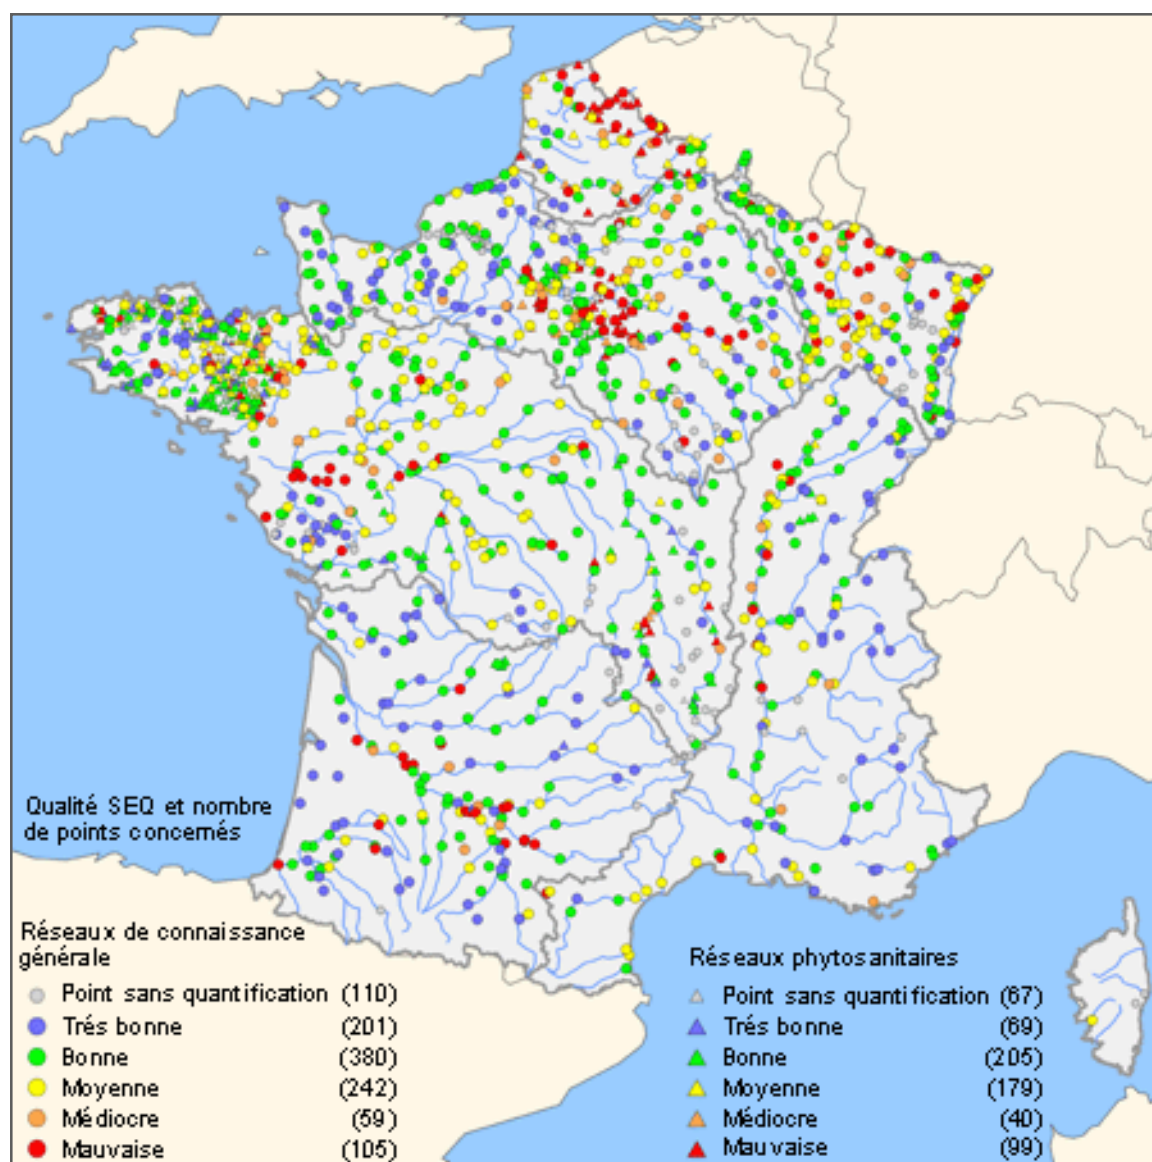 Qualité SEQ et nombre
de points concernés
Réseaux de connaissance
générale
Point sans quantification (110)
Trés bonne (201)
Bonne (380)
Moyenne (242)
Médiocre (59)
Mauvaise (105)
Réseaux phytosanitaires
Point sans quantification (67)
Trés bonne (69)
Bonne (205)
Moyenne (179)
Médiocre (40)
Mauvaise (99)